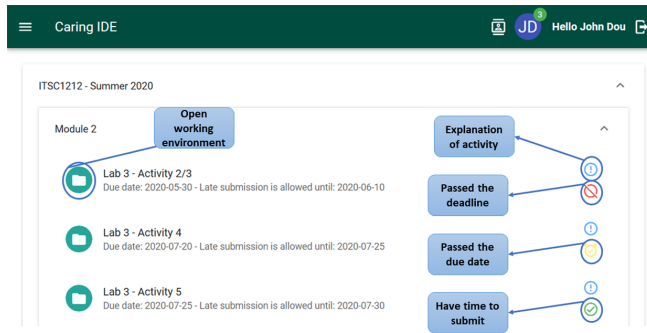 Caring IDE
3
JD
Hello John Dou
ITSC1212 - Summer 2020
Module 2
Open
working
environment
Explanation
of activity
Lab 3 - Activity 2/3
Due date: 2020-05-30 - Late submission is allowed until: 2020-06-10
Passed the
deadline
Lab 3 - Activity 4
Due date: 2020-07-20 - Late submission is allowed until: 2020-07-25
Passed the
due date
Lab 3 - Activity 5
Due date: 2020-07-25 - Late submission is allowed until: 2020-07-30
Have time to
submit